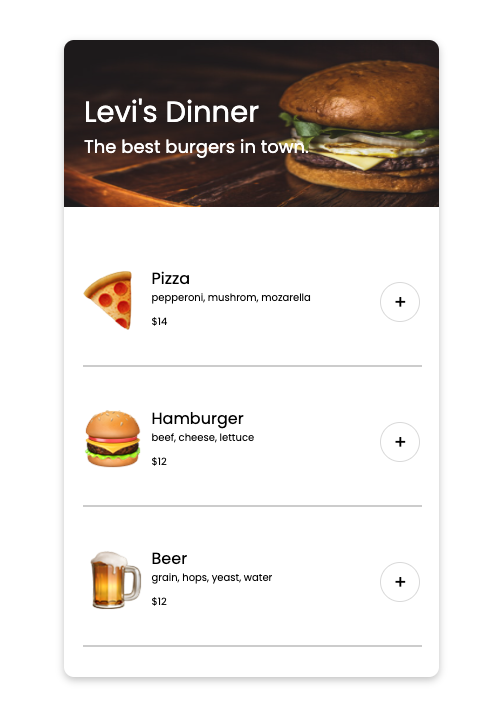 Levi's Dinner
The best burgers in town.
Pizza
pepperoni, mushrom, mozarella
$14
+
Hamburger
beef, cheese, lettuce
$12
+
Beer
grain, hops, yeast, water
$12
+